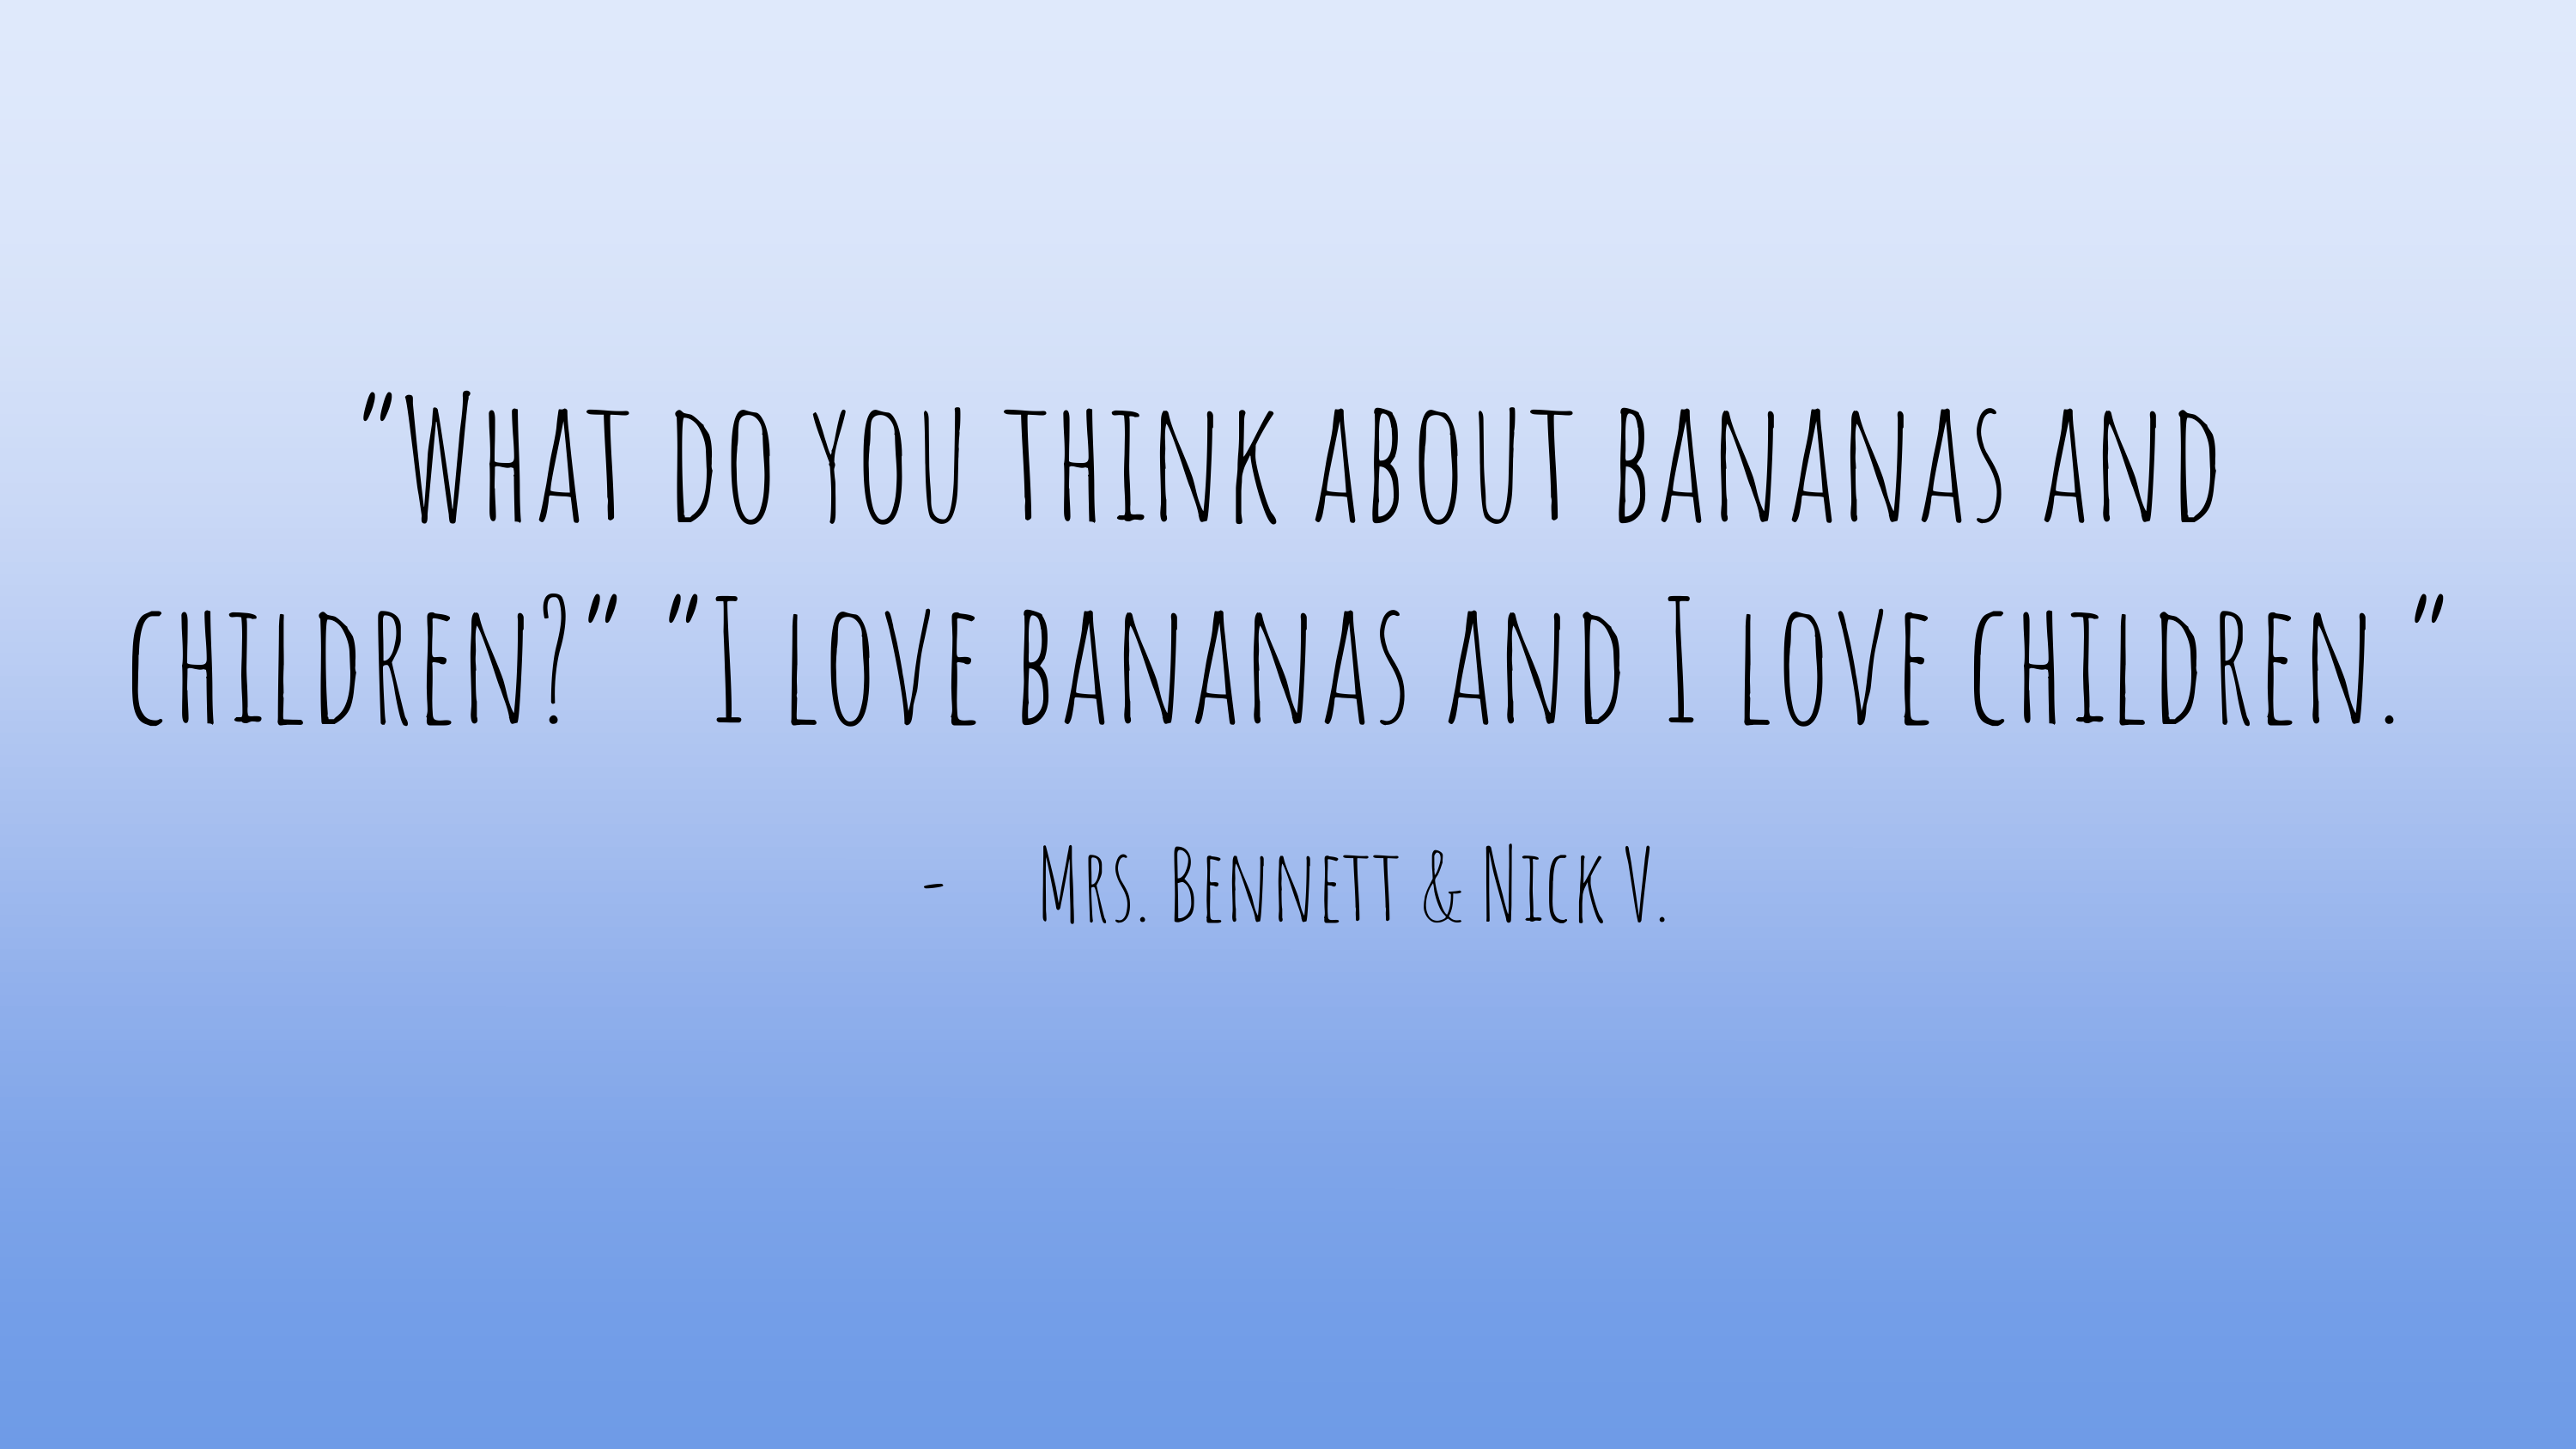 "What do you think about bananas and
children?" "I love bananas and I love children."
- Mrs. Bennett & Nick V.